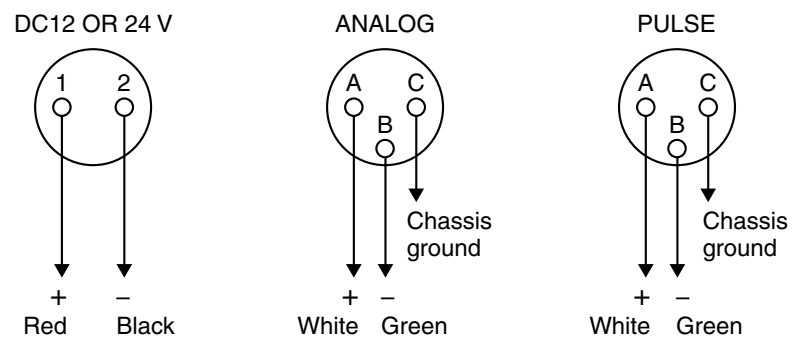 DC12 OR 24 V
1 2
+ –
Red Black
ANALOG
A C
B
Chassis
ground
+ –
White Green
PULSE
A C
B
Chassis
ground
+ –
White Green